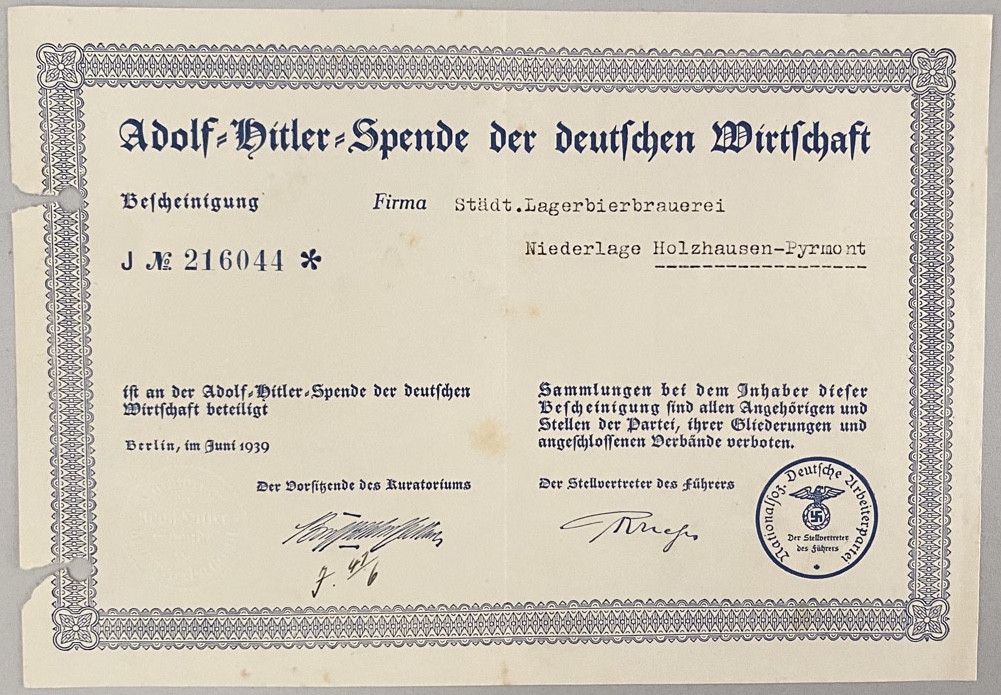 Adolf-Hitler-Spende der deutschen Wirtschaft
Bescheinigung
Firma Städt.Lagerbierbrauerei
Niederlage Holzhausen-Pyrmont
J № 216044 *
ist an der Adolf-Hitler-Spende der deutschen
Wirtschaft beteiligt
Berlin, im Juni 1939
Sammlungen bei dem Inhaber dieser
Bescheinigung sind allen Angehörigen und
Stellen der Partei, ihrer Gliederungen und
angeschlossenen Verbände verboten.
Der Vorsitzende des Kuratoriums
Der Stellvertreter des Führers
Nationalsoz. Deutsche Arbeiterpartei
Der Stellvertreter
des Führers